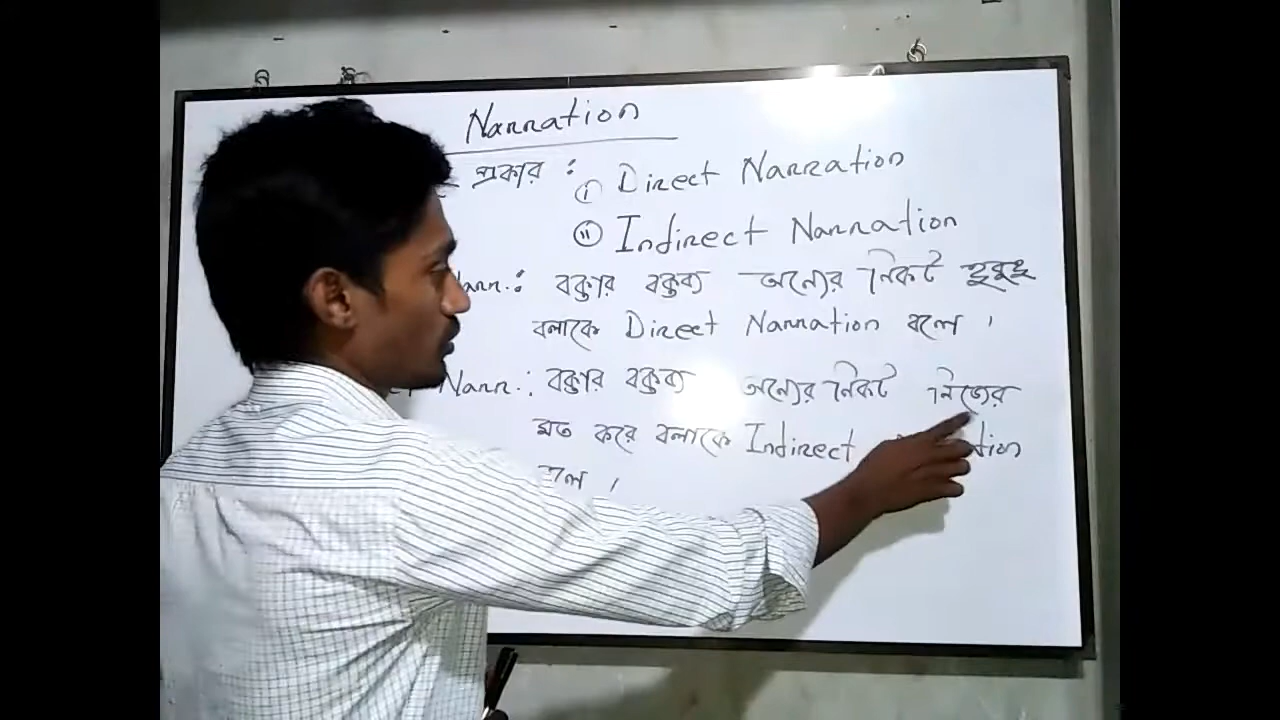 Narration
প্রকার : (i) Direct Narration
(ii) Indirect Narration
Narr. : বক্তার বক্তব্য অন্যের নিকট হুবুহু
বলাকে Direct Narration বলে ।
Narr. : বক্তার বক্তব্য অন্যের নিকট নিজের
মত করে বলাকে Indirect
বলে ।